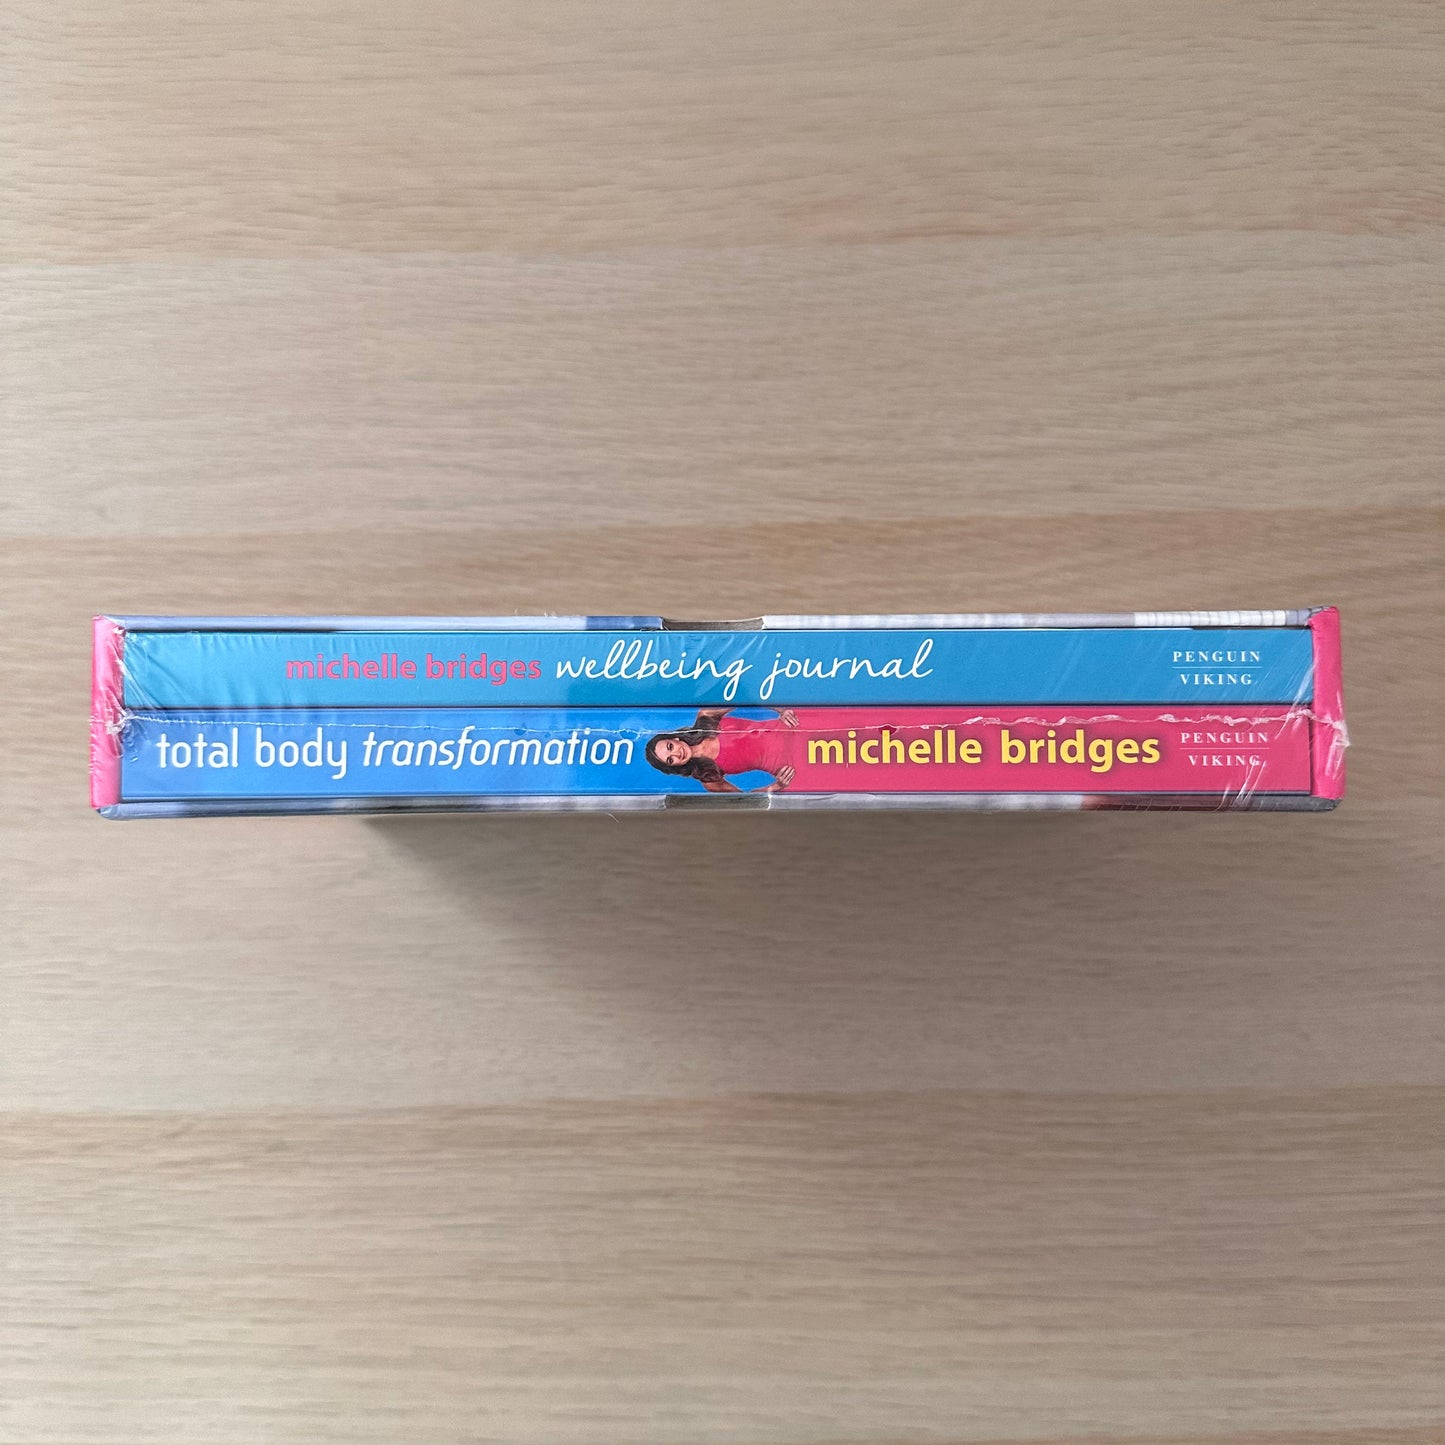 michelle bridges wellbeing journal
PENGUIN
VIKING
total body transformation
michelle bridges
PENGUIN
VIKING